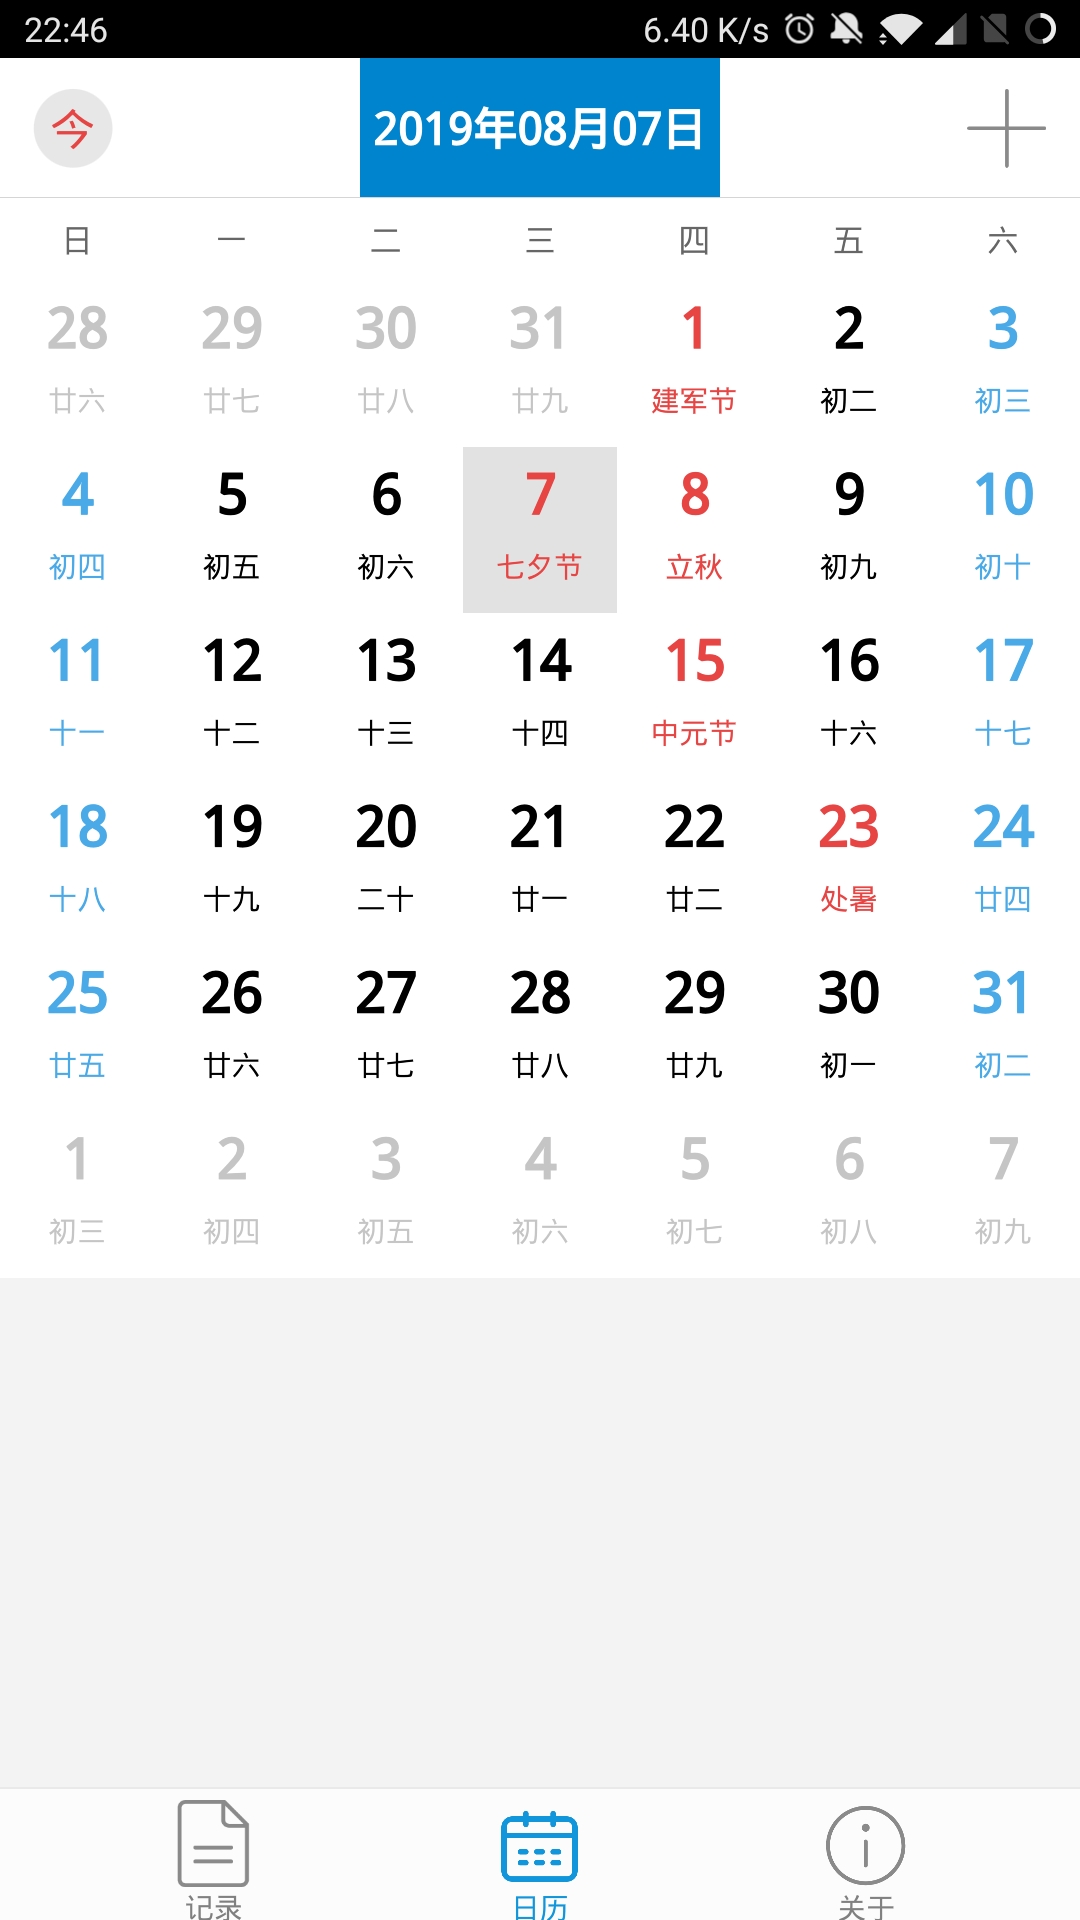 22:46 6.40 K/s
今 2019年08月07日
日 一 二 三 四 五 六
28 29 30 31 1 2 3
廿六 廿七 廿八 廿九 建军节 初二 初三
4 5 6 7 8 9 10
初四 初五 初六 七夕节 立秋 初九 初十
11 12 13 14 15 16 17
十一 十二 十三 十四 中元节 十六 十七
18 19 20 21 22 23 24
十八 十九 二十 廿一 廿二 处暑 廿四
25 26 27 28 29 30 31
廿五 廿六 廿七 廿八 廿九 初一 初二
1 2 3 4 5 6 7
初三 初四 初五 初六 初七 初八 初九
记录 日历 关于